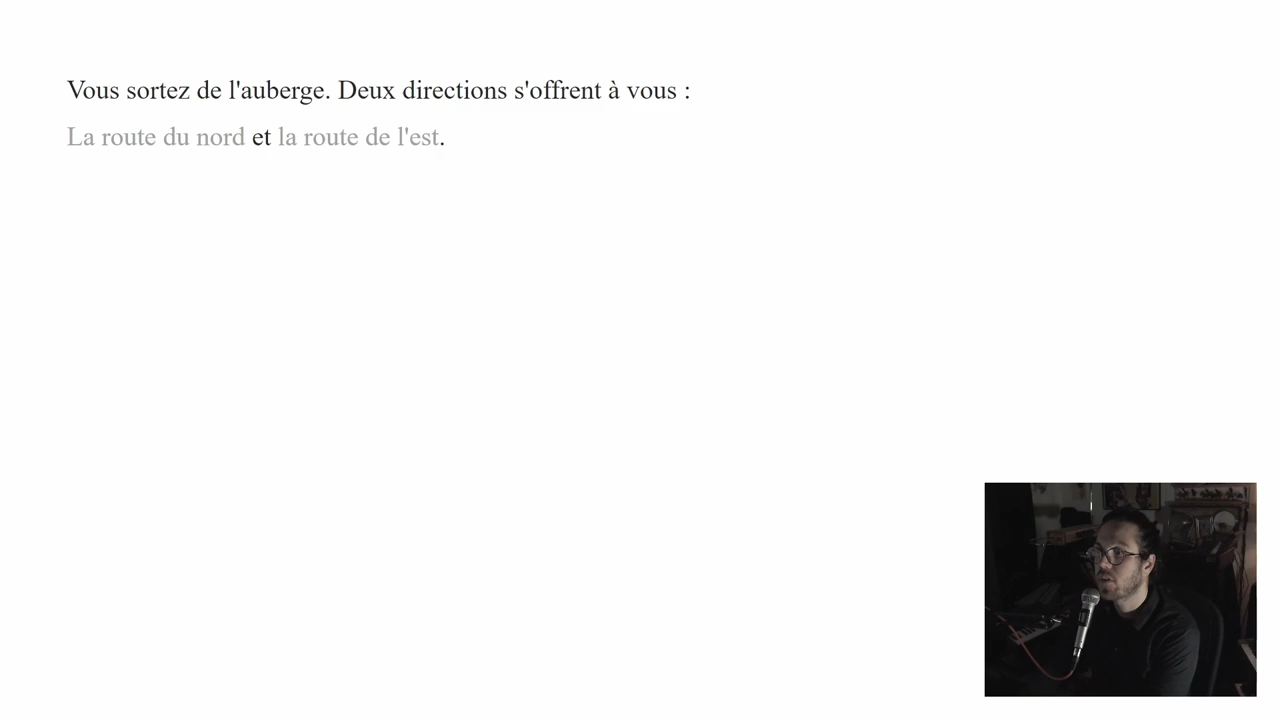 Vous sortez de l'auberge. Deux directions s'offrent à vous :
La route du nord et la route de l'est.